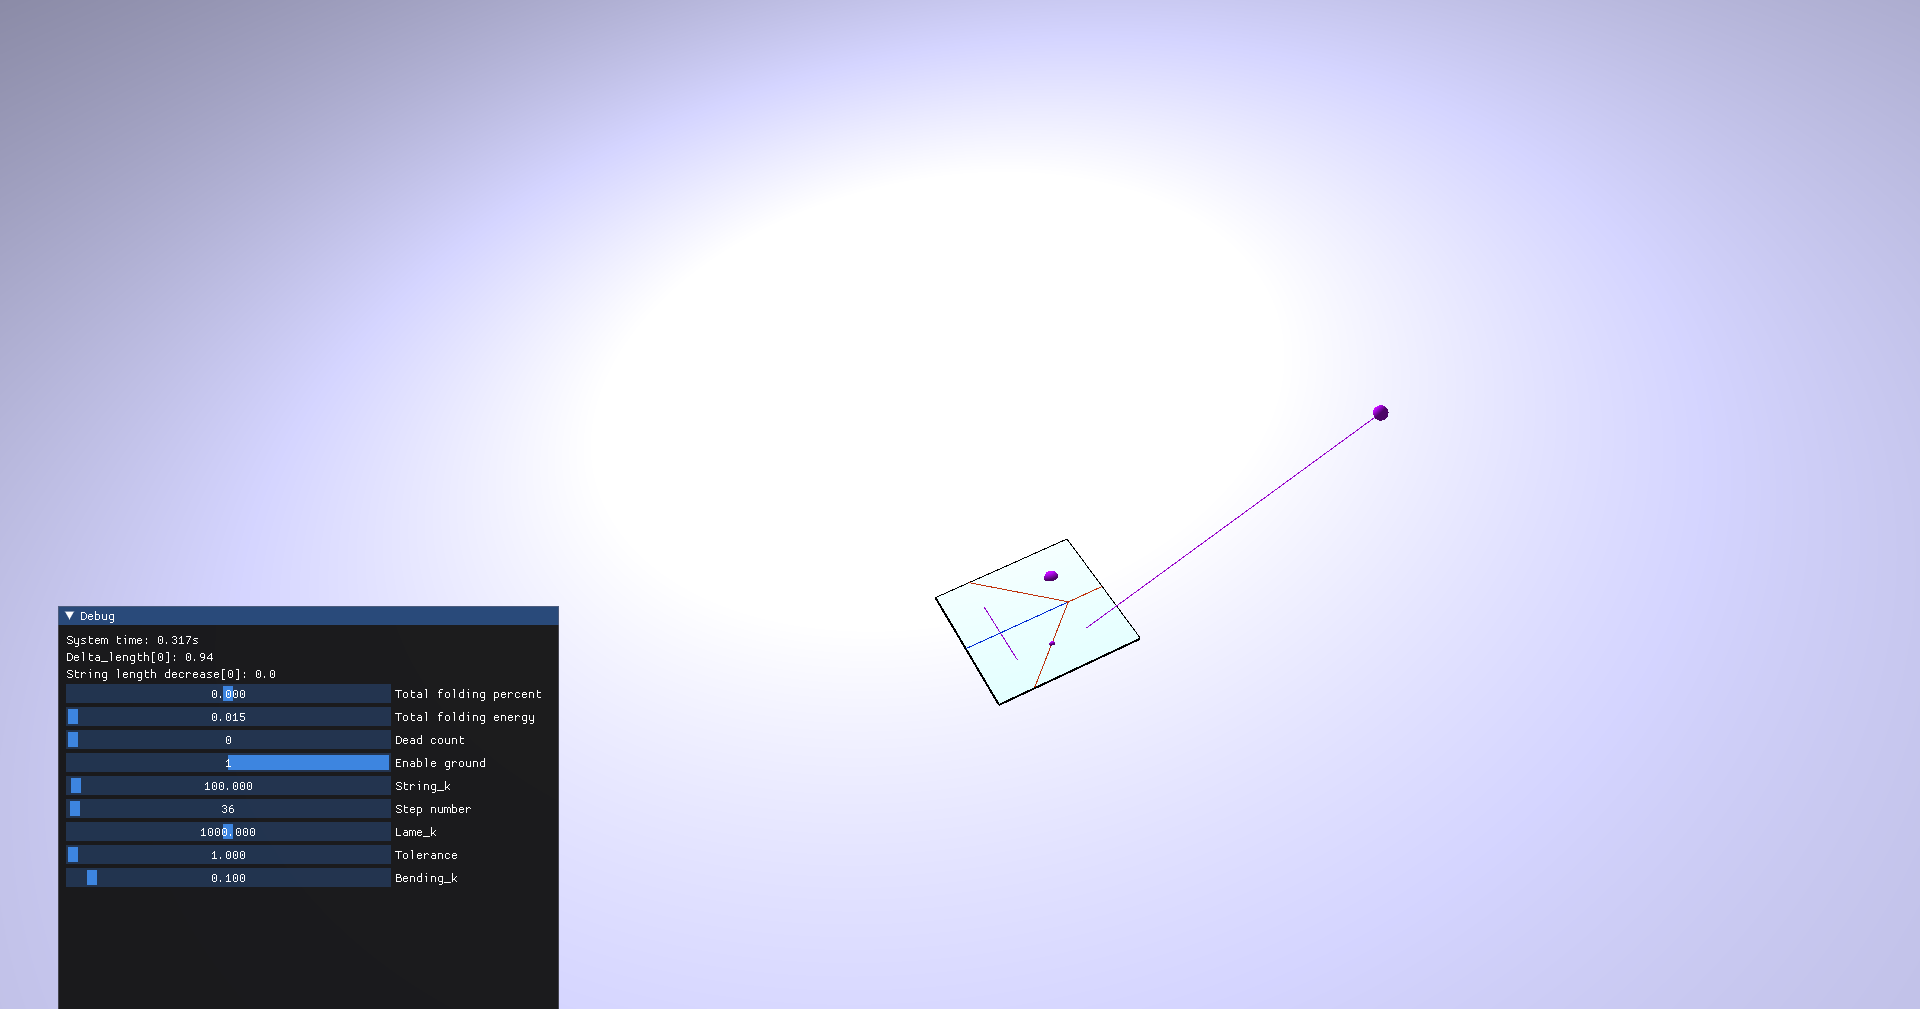 Debug
System time: 0.317s
Delta_length[0]: 0.94
String length decrease[0]: 0.0
0.000 Total folding percent
0.015 Total folding energy
0 Dead count
1 Enable ground
100.000 String_k
36 Step number
1000.000 Lame_k
1.000 Tolerance
0.100 Bending_k